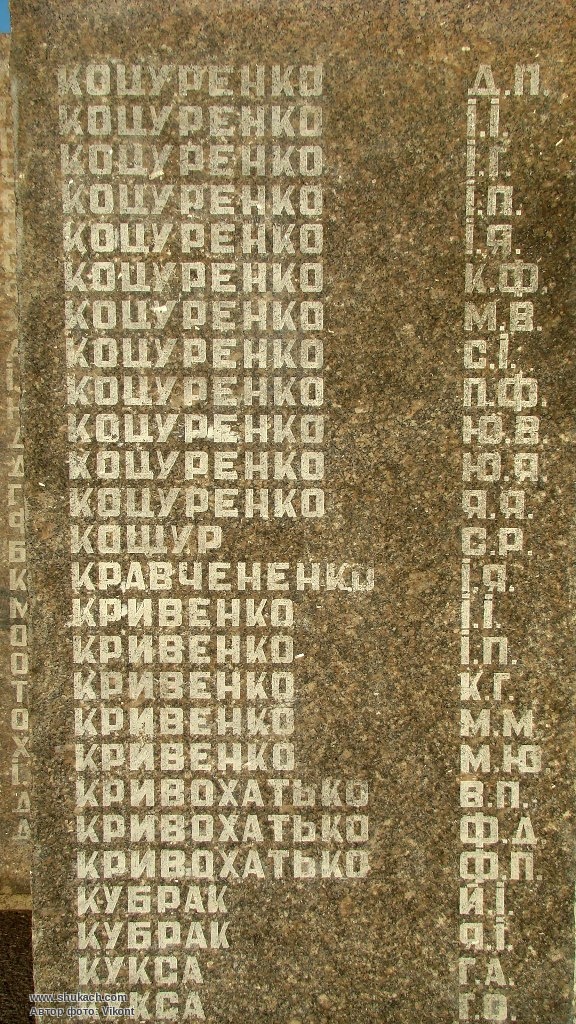 КОЦУРЕНКО Д.П.
КОЦУРЕНКО І.І.
КОЦУРЕНКО І.Г.
КОЦУРЕНКО І.П.
КОЦУРЕНКО І.Я.
КОЦУРЕНКО К.Ф.
КОЦУРЕНКО М.В.
КОЦУРЕНКО С.І.
КОЦУРЕНКО П.Ф.
КОЦУРЕНКО Ю.В.
КОЦУРЕНКО Ю.Я.
КОЦУРЕНКО Я.Я.
КОЩУР С.Р.
КРАВЧЕНЕНКО І.Я.
КРИВЕНКО І.І.
КРИВЕНКО І.П.
КРИВЕНКО К.Г.
КРИВЕНКО М.М.
КРИВЕНКО М.Ю
КРИВОХАТЬКО В.П.
КРИВОХАТЬКО Ф.Д.
КРИВОХАТЬКО Ф.П.
КУБРАК Й.І.
КУБРАК Я.І.
КУКСА Г.А.
КСА Г.О.
www.shukach.com
Автор фото: Vikont